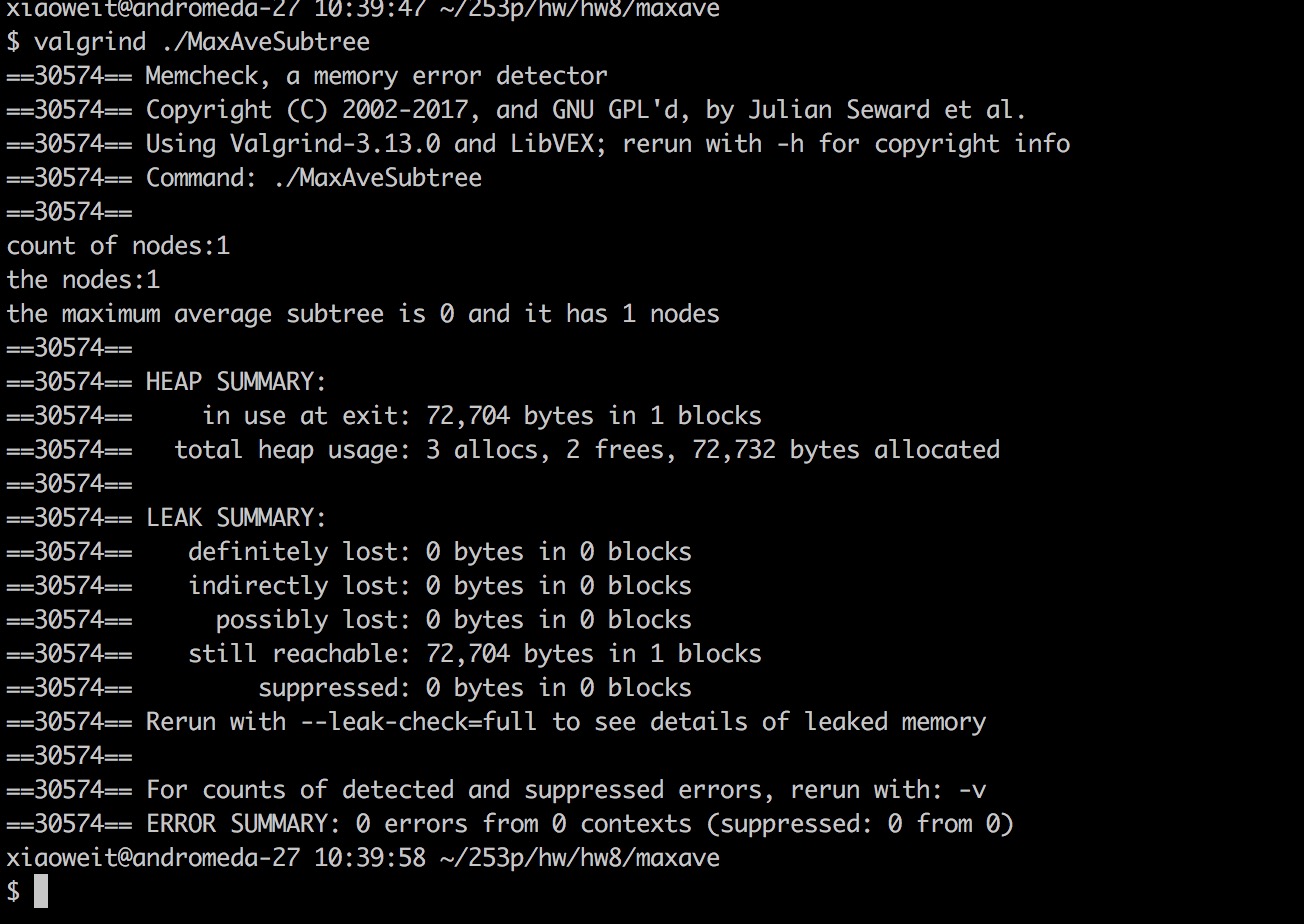 xiaoweit@andromeda-27 10:39:47 ~/253p/hw/hw8/maxave
$ valgrind ./MaxAveSubtree
==30574== Memcheck, a memory error detector
==30574== Copyright (C) 2002-2017, and GNU GPL'd, by Julian Seward et al.
==30574== Using Valgrind-3.13.0 and LibVEX; rerun with -h for copyright info
==30574== Command: ./MaxAveSubtree
==30574==
count of nodes:1
the nodes:1
the maximum average subtree is 0 and it has 1 nodes
==30574==
==30574== HEAP SUMMARY:
==30574==     in use at exit: 72,704 bytes in 1 blocks
==30574==   total heap usage: 3 allocs, 2 frees, 72,732 bytes allocated
==30574==
==30574== LEAK SUMMARY:
==30574==    definitely lost: 0 bytes in 0 blocks
==30574==    indirectly lost: 0 bytes in 0 blocks
==30574==      possibly lost: 0 bytes in 0 blocks
==30574==    still reachable: 72,704 bytes in 1 blocks
==30574==         suppressed: 0 bytes in 0 blocks
==30574== Rerun with --leak-check=full to see details of leaked memory
==30574==
==30574== For counts of detected and suppressed errors, rerun with: -v
==30574== ERROR SUMMARY: 0 errors from 0 contexts (suppressed: 0 from 0)
xiaoweit@andromeda-27 10:39:58 ~/253p/hw/hw8/maxave
$